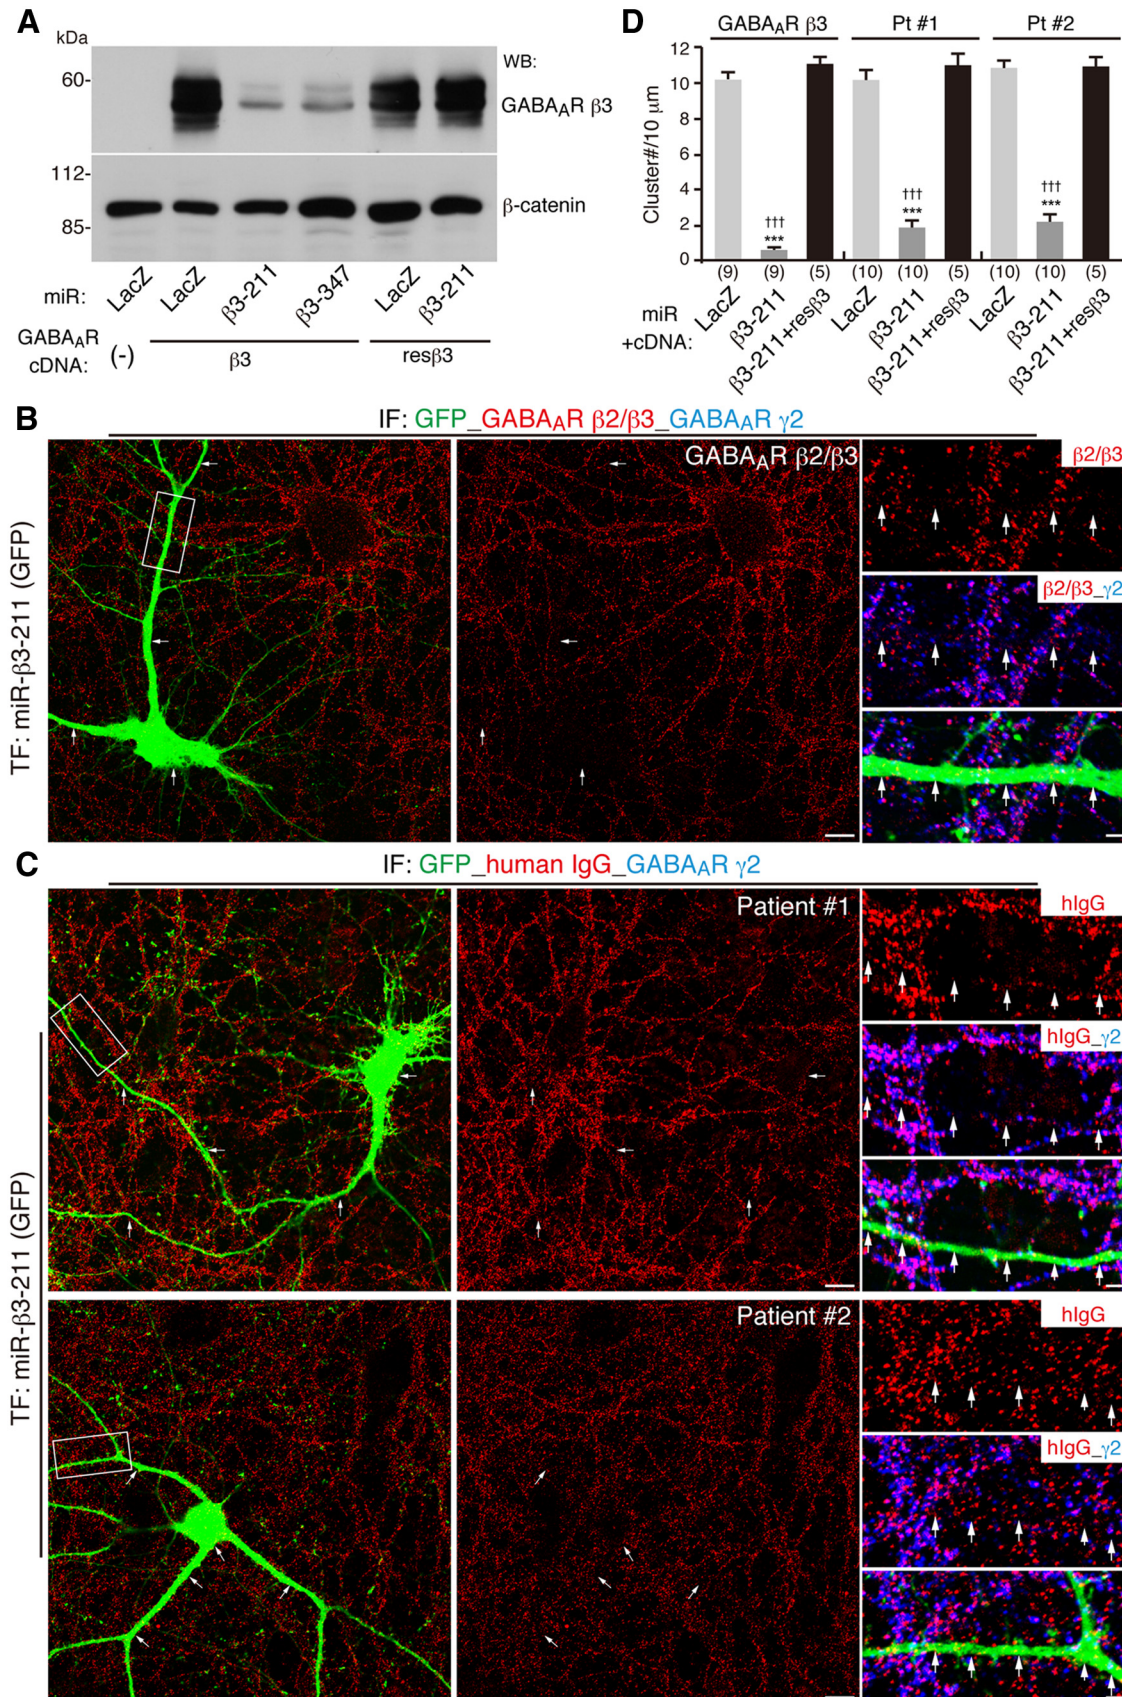 A
kDa
60-
112-
85-
WB:
GABAAR β3
β-catenin
miR:
LacZ
LacZ
β3-211
β3-347
LacZ
β3-211
GABAAR
cDNA:
(-)
β3
resβ3
D
GABAAR β3
Pt #1
Pt #2
Cluster#/10 μm
12
10
8
6
4
2
0
†††
***
†††
***
†††
***
(9)
(9)
(5)
(10)
(10)
(5)
(10)
(10)
(5)
miR
+cDNA:
LacZ
β3-211
β3-211+resβ3
LacZ
β3-211
β3-211+resβ3
LacZ
β3-211
β3-211+resβ3
B
IF: GFP_GABAAR β2/β3_GABAAR γ2
TF: miR-β3-211 (GFP)
GABAAR β2/β3
β2/β3
β2/β3_γ2
C
IF: GFP_human IgG_GABAAR γ2
TF: miR-β3-211 (GFP)
Patient #1
hIgG
hIgG_γ2
Patient #2
hIgG
hIgG_γ2